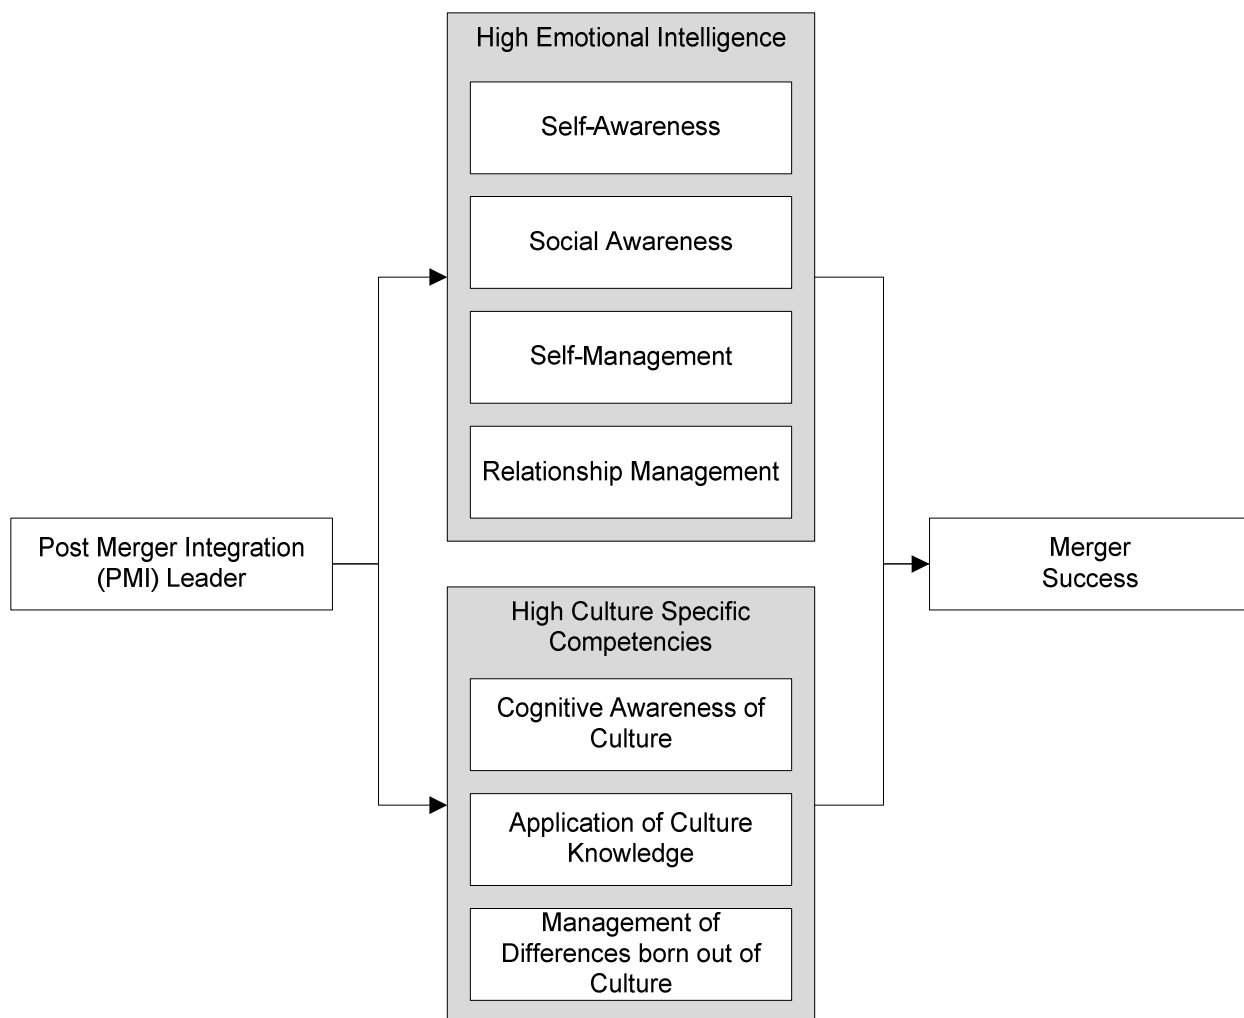 High Emotional Intelligence
Self-Awareness
Social Awareness
Self-Management
Relationship Management
Post Merger Integration
(PMI) Leader
Merger
Success
High Culture Specific
Competencies
Cognitive Awareness of
Culture
Application of Culture
Knowledge
Management of
Differences born out of
Culture